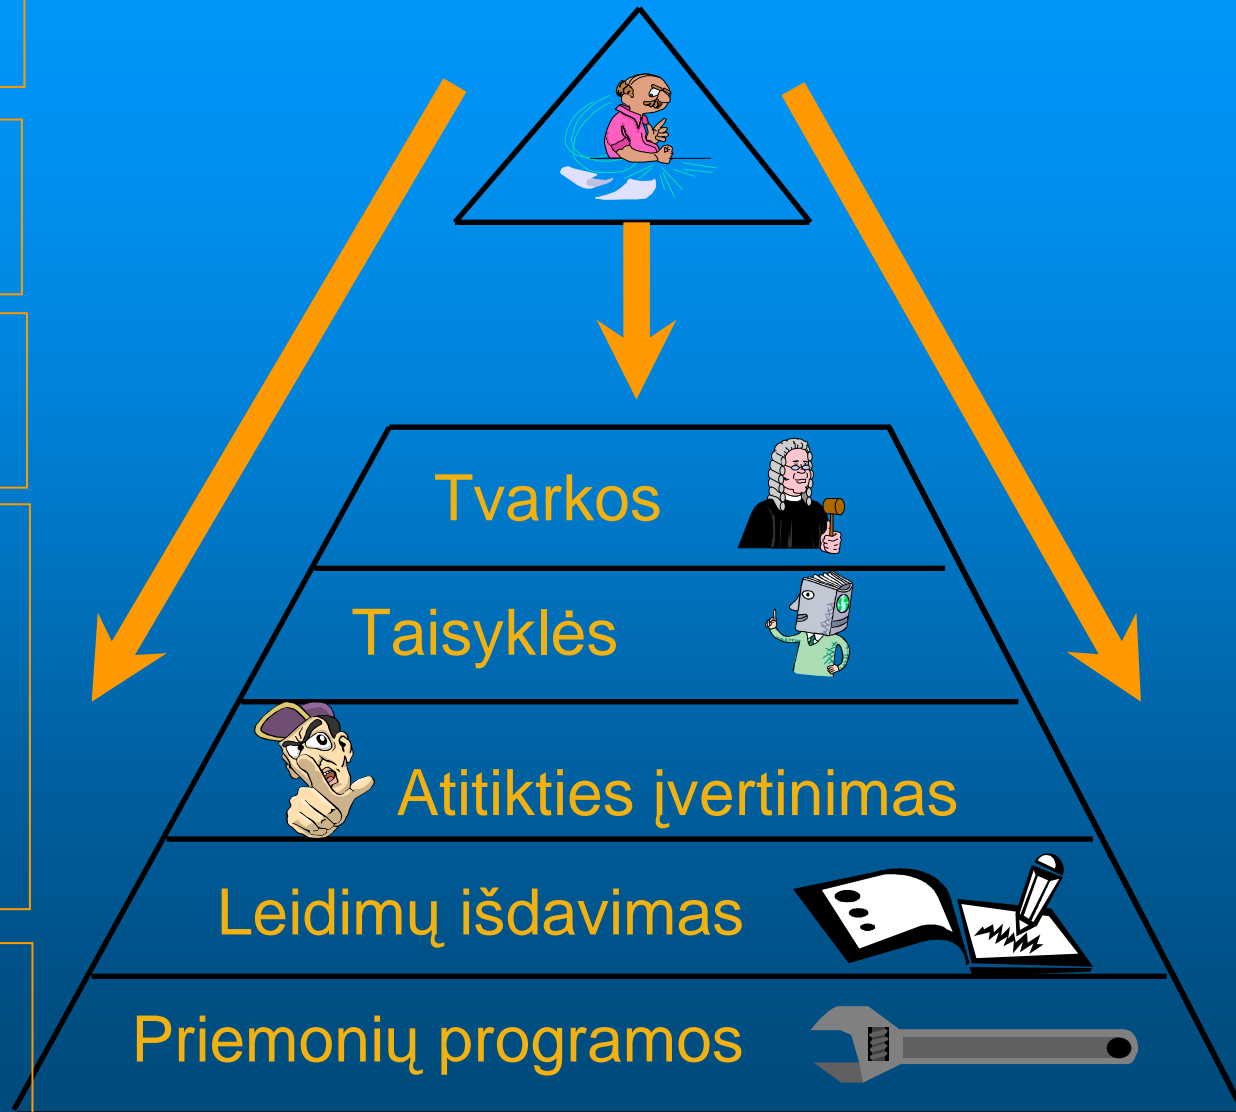 Tvarkos
Taisyklės
Atitikties įvertinimas
Leidimų išdavimas
Priemonių programos